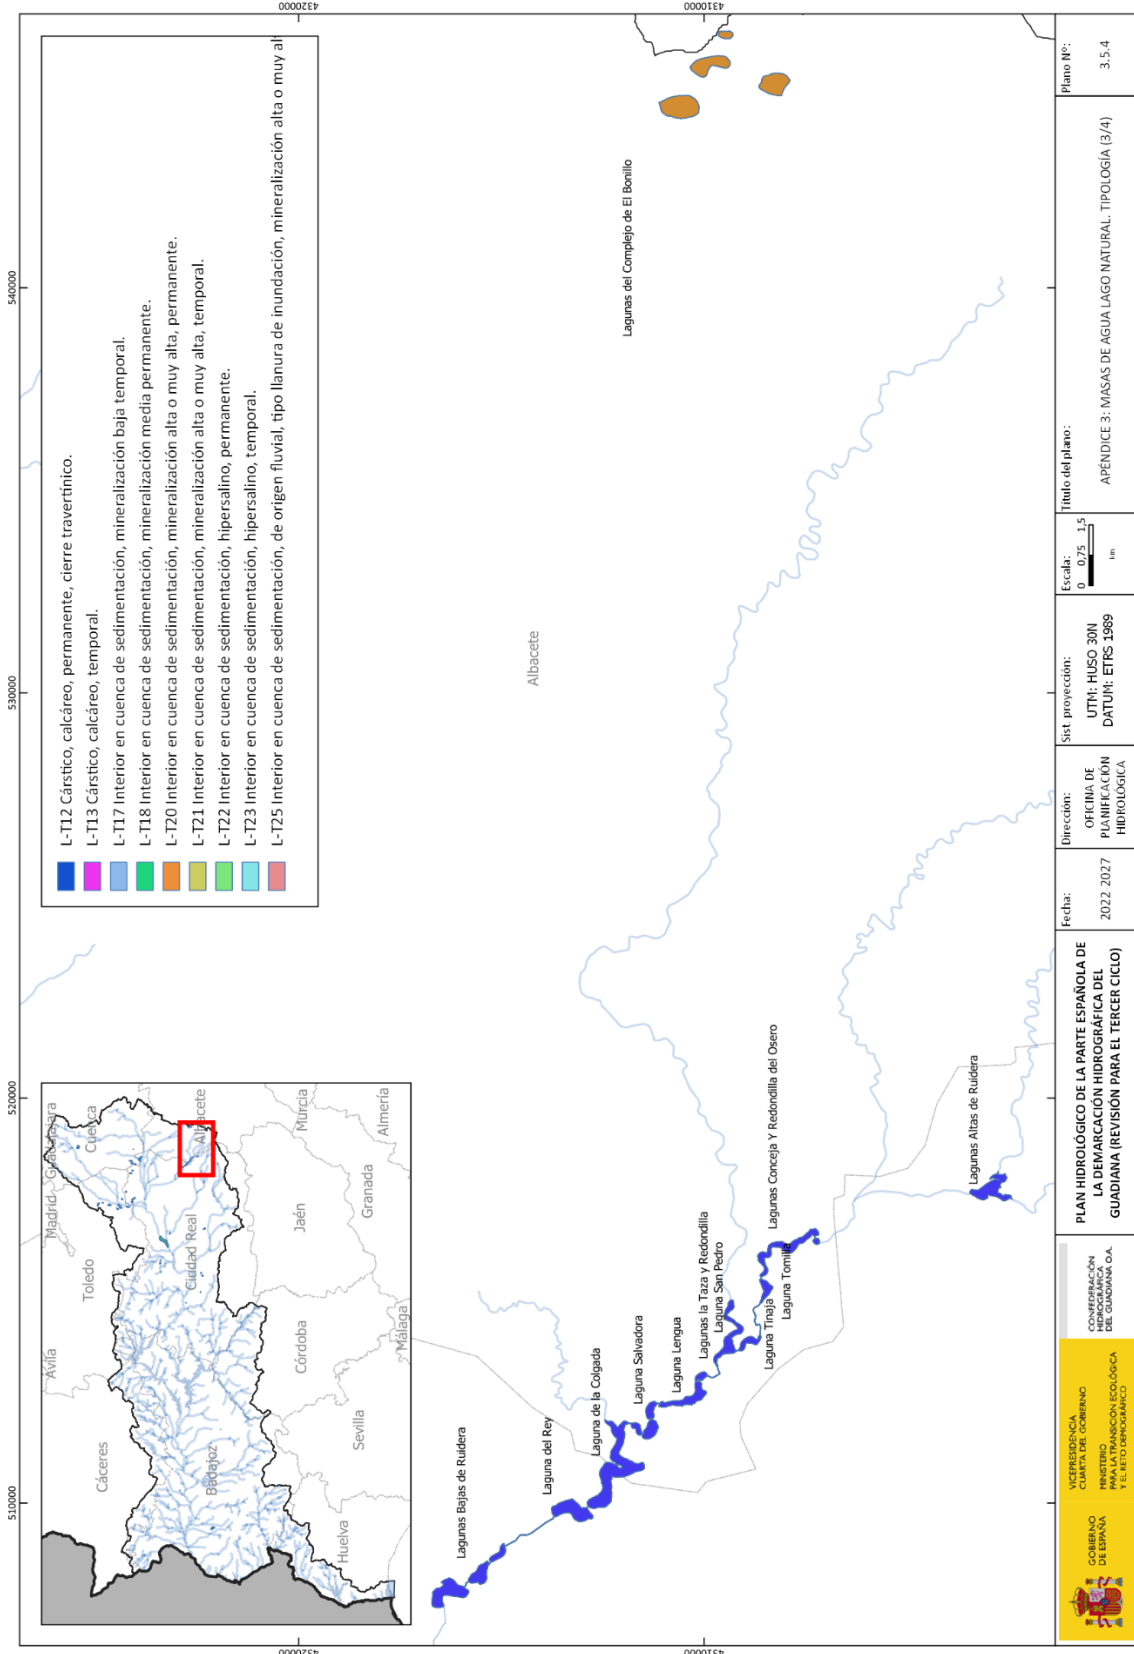 L-T12 Cárstico, calcáreo, permanente, cierre travertínico.
L-T13 Cárstico, calcáreo, temporal.
L-T17 Interior en cuenca de sedimentación, mineralización baja temporal.
L-T18 Interior en cuenca de sedimentación, mineralización media permanente.
L-T20 Interior en cuenca de sedimentación, mineralización alta o muy alta, permanente.
L-T21 Interior en cuenca de sedimentación, mineralización alta o muy alta, temporal.
L-T22 Interior en cuenca de sedimentación, hipersalino, permanente.
L-T23 Interior en cuenca de sedimentación, hipersalino, temporal.
L-T25 Interior en cuenca de sedimentación, de origen fluvial, tipo llanura de inundación, mineralización alta o muy al
510000
520000
530000
540000
4320000
4310000
4320000
4310000
Ávila
Madrid
Guadalajara
Cáceres
Toledo
Cuenca
Badajoz
Ciudad Real
Albacete
Huelva
Sevilla
Córdoba
Jaén
Murcia
Málaga
Granada
Almería
Lagunas Bajas de Ruidera
Laguna del Rey
Laguna de la Colgada
Laguna Salvadora
Laguna Lengua
Lagunas la Taza y Redondilla
Laguna San Pedro
Laguna Tinaja
Laguna Tomilla
Lagunas Conceja Y Redondilla del Osero
Lagunas Altas de Ruidera
Albacete
Lagunas del Complejo de El Bonillo
GOBIERNO
DE ESPAÑA
VICEPRESIDENCIA
CUARTA DEL GOBIERNO
MINISTERIO
PARA LA TRANSICIÓN ECOLÓGICA
Y EL RETO DEMOGRÁFICO
CONFEDERACIÓN
HIDROGRÁFICA
DEL GUADIANA O.A.
PLAN HIDROLÓGICO DE LA PARTE ESPAÑOLA DE
LA DEMARCACIÓN HIDROGRÁFICA DEL
GUADIANA (REVISIÓN PARA EL TERCER CICLO)
Fecha:
2022 2027
Dirección:
OFICINA DE
PLANIFICACIÓN
HIDROLÓGICA
Sist. proyección:
UTM: HUSO 30N
DATUM: ETRS 1989
Escala:
0 0,75 1,5
km
Título del plano:
APÉNDICE 3: MASAS DE AGUA LAGO NATURAL. TIPOLOGÍA (3/4)
Plano Nº:
3.5.4